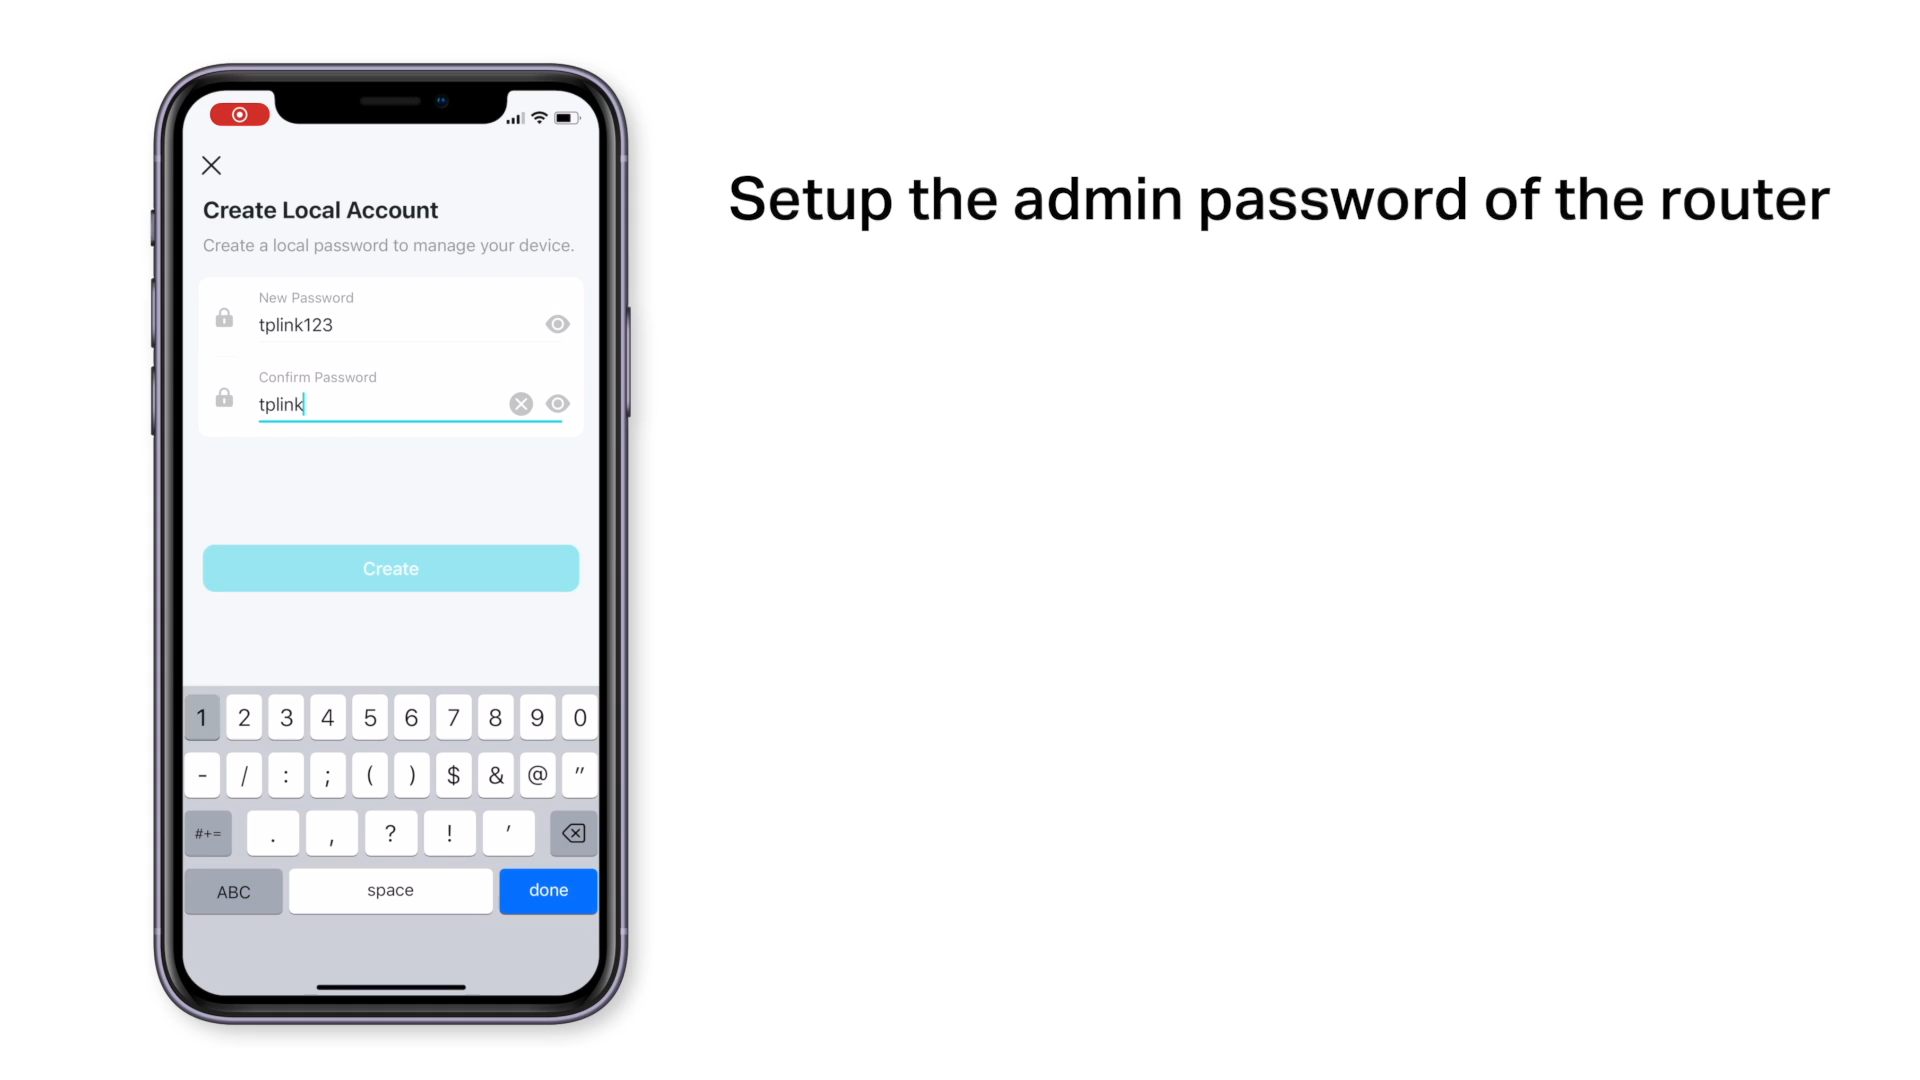 Setup the admin password of the router
Create Local Account
Create a local password to manage your device.
New Password
tplink123
Confirm Password
tplink
Create
1 2 3 4 5 6 7 8 9 0
- / : ; ( ) $ & @ "
#+= . , ? ! '
ABC space done